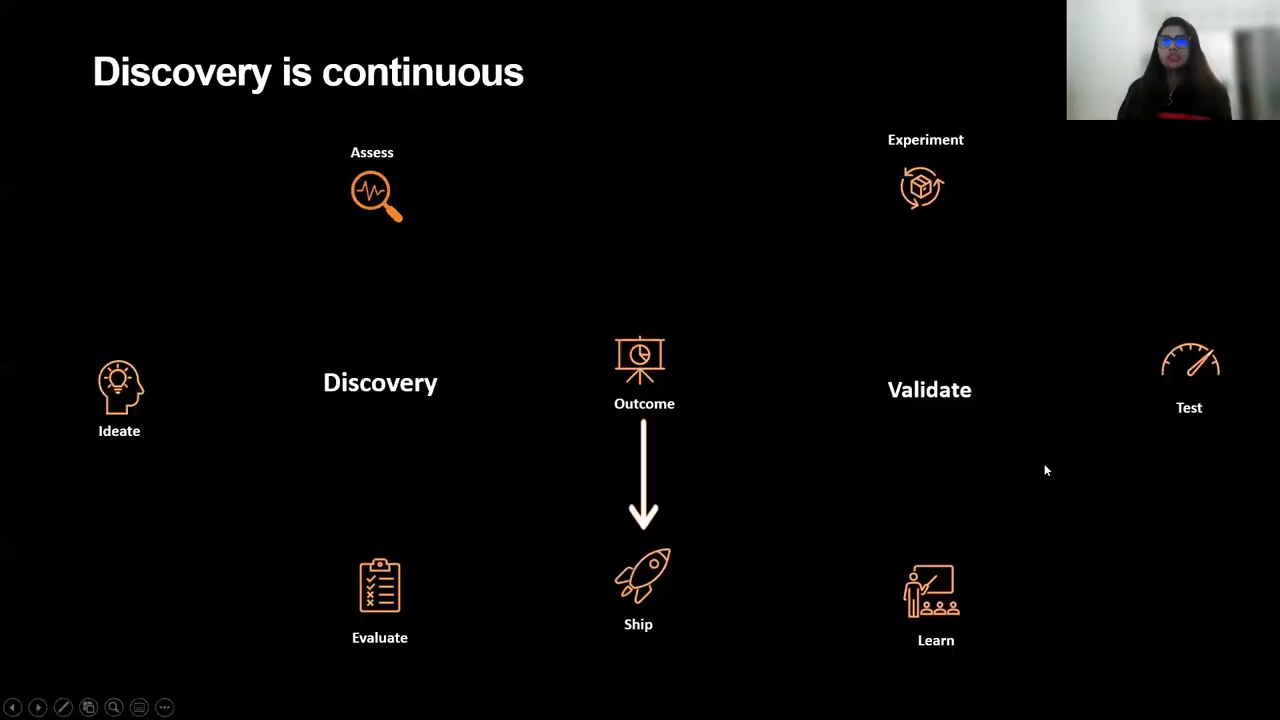 Discovery is continuous
Assess
Experiment
Ideate
Discovery
Outcome
Validate
Test
Evaluate
Ship
Learn